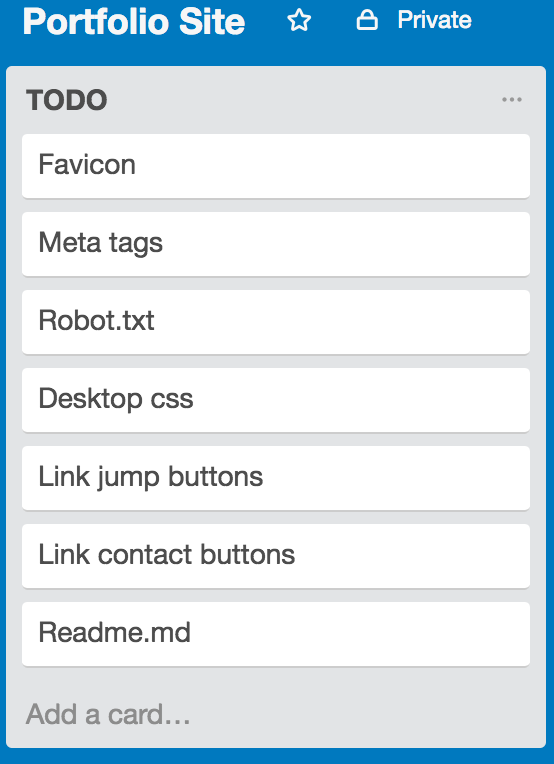 Portfolio Site Private
TODO
Favicon
Meta tags
Robot.txt
Desktop css
Link jump buttons
Link contact buttons
Readme.md
Add a card...